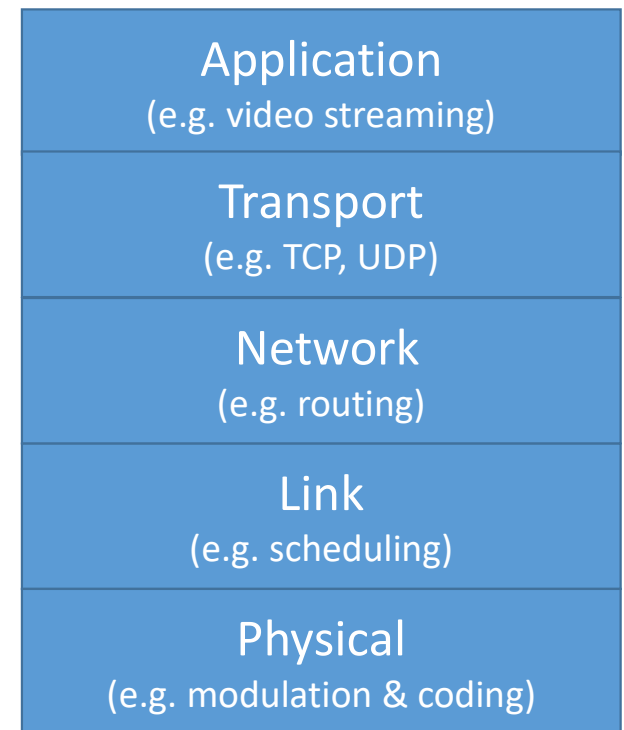 Application
(e.g. video streaming)
Transport
(e.g. TCP, UDP)
Network
(e.g. routing)
Link
(e.g. scheduling)
Physical
(e.g. modulation & coding)